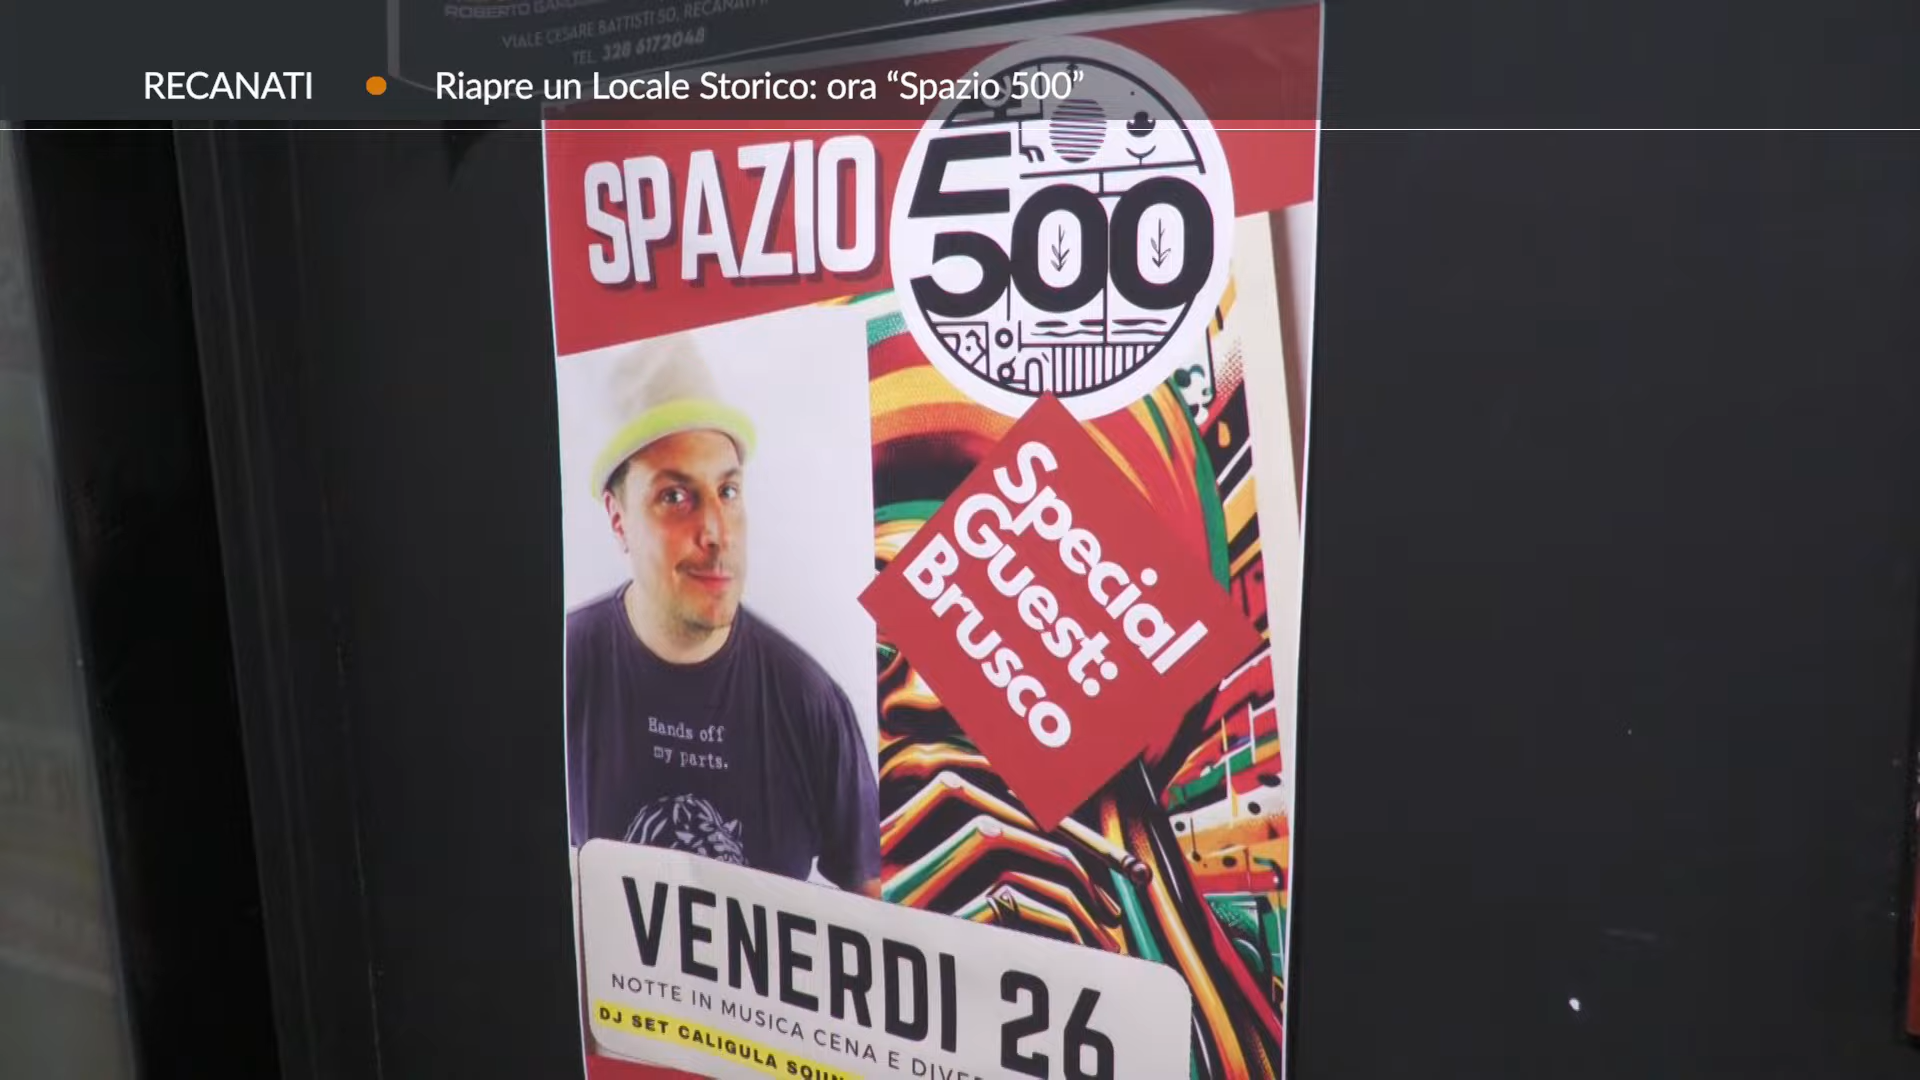 VIALE CESARE BATTISTI 50, RECANATI
TEL. 328 6172048
RECANATI • Riapre un Locale Storico: ora “Spazio 500”
SPAZIO
500
Special
Guest:
Brusco
Hands off
my parts.
VENERDI 26
NOTTE IN MUSICA CENA E
DJ SET CALIGULA